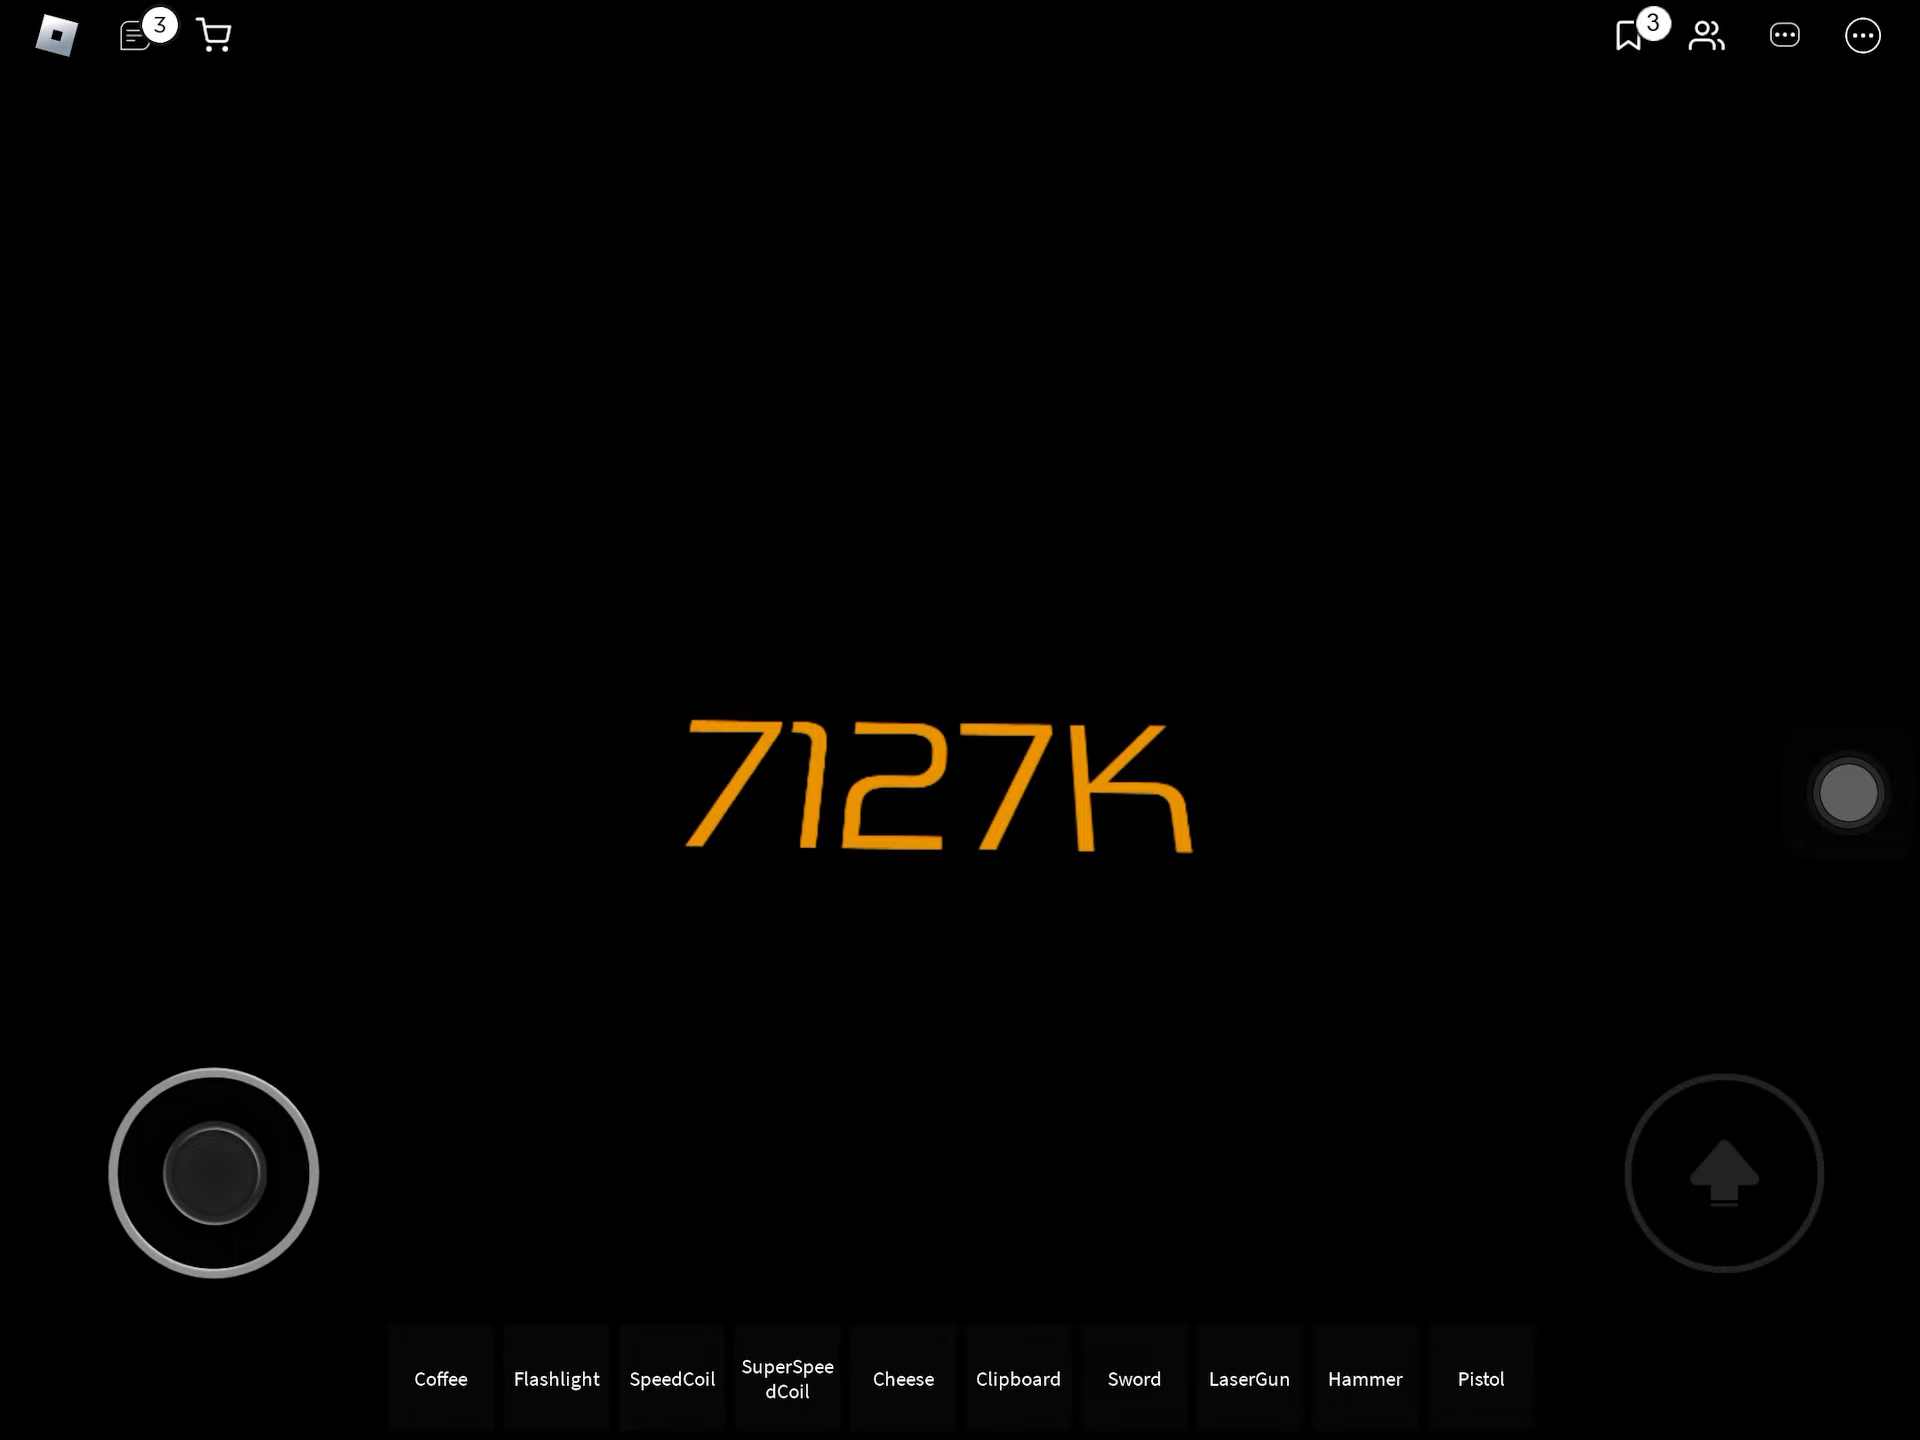 3
3
7127K
Coffee
Flashlight
SpeedCoil
SuperSpee
dCoil
Cheese
Clipboard
Sword
LaserGun
Hammer
Pistol